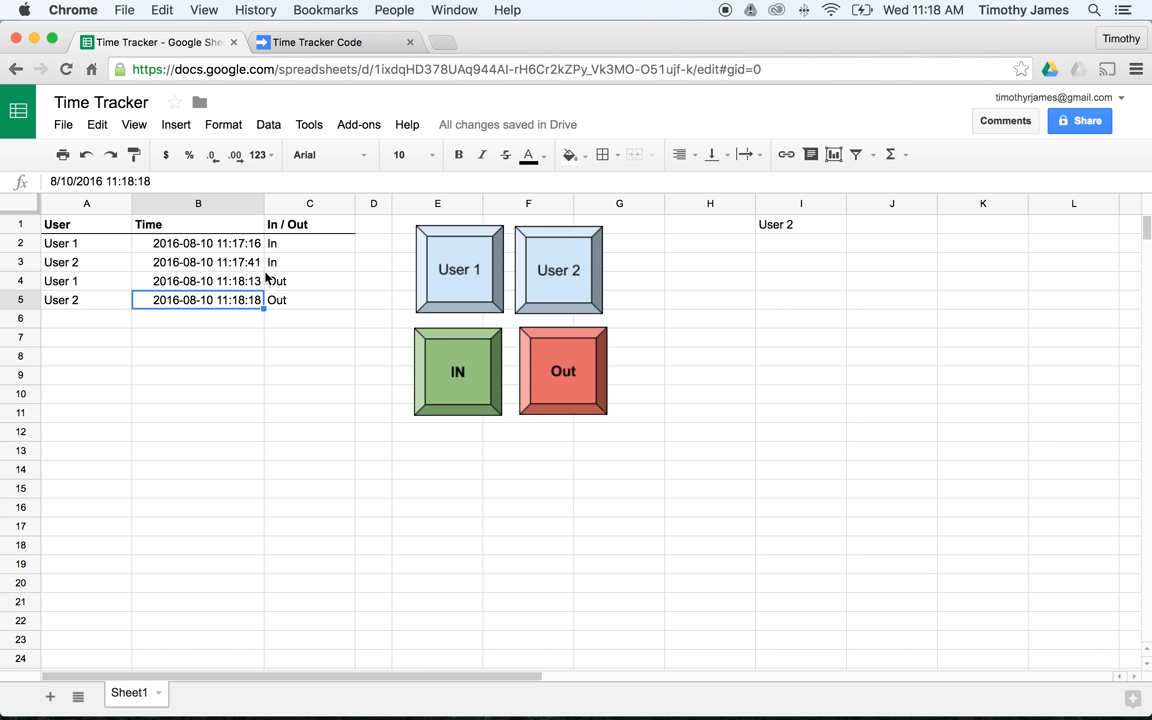 Chrome File Edit View History Bookmarks People Window Help Wed 11:18 AM Timothy James
Time Tracker - Google She Time Tracker Code Timothy
https://docs.google.com/spreadsheets/d/1ixdqHD378UAq944AI-rH6Cr2kZPy_Vk3MO-O51ujf-k/edit#gid=0
timothyrjames@gmail.com
Time Tracker
Comments Share
File Edit View Insert Format Data Tools Add-ons Help All changes saved in Drive
$ % .0 .00 123 Arial 10 B I S A Σ
fx 8/10/2016 11:18:18
A B C D E F G H I J K L
1 User Time In / Out User 2
2 User 1 2016-08-10 11:17:16 In
3 User 2 2016-08-10 11:17:41 In
4 User 1 2016-08-10 11:18:13 Out
5 User 2 2016-08-10 11:18:18 Out
User 1 User 2
6
7
8
9
IN Out
10
11
12
13
14
15
16
17
18
19
20
21
22
23
24
Sheet1